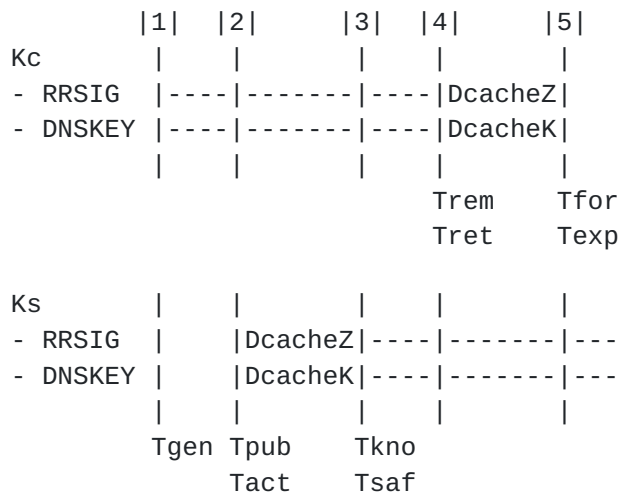 |1|  |2|     |3|  |4|     |5|
Kc       |    |       |    |       |
- RRSIG  |----|-------|----|DcacheZ|
- DNSKEY |----|-------|----|DcacheK|
         |    |       |    |       |
                           Trem    Tfor
                           Tret    Texp

Ks       |    |       |    |       |
- RRSIG  |    |DcacheZ|----|-------|---
- DNSKEY |    |DcacheK|----|-------|---
         |    |       |    |       |
        Tgen Tpub    Tkno
             Tact    Tsaf